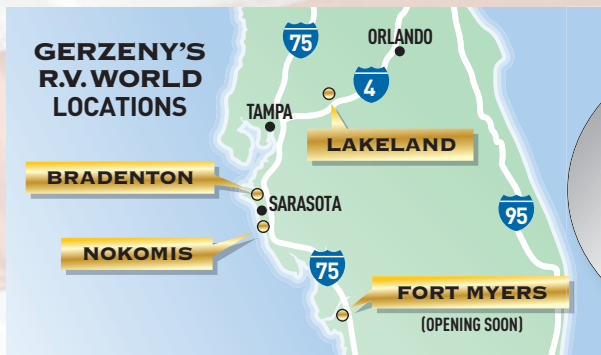 GERZENY'S
R.V. WORLD
LOCATIONS
75
ORLANDO
4
TAMPA
LAKELAND
BRADENTON
SARASOTA
95
NOKOMIS
75
FORT MYERS
(OPENING SOON)